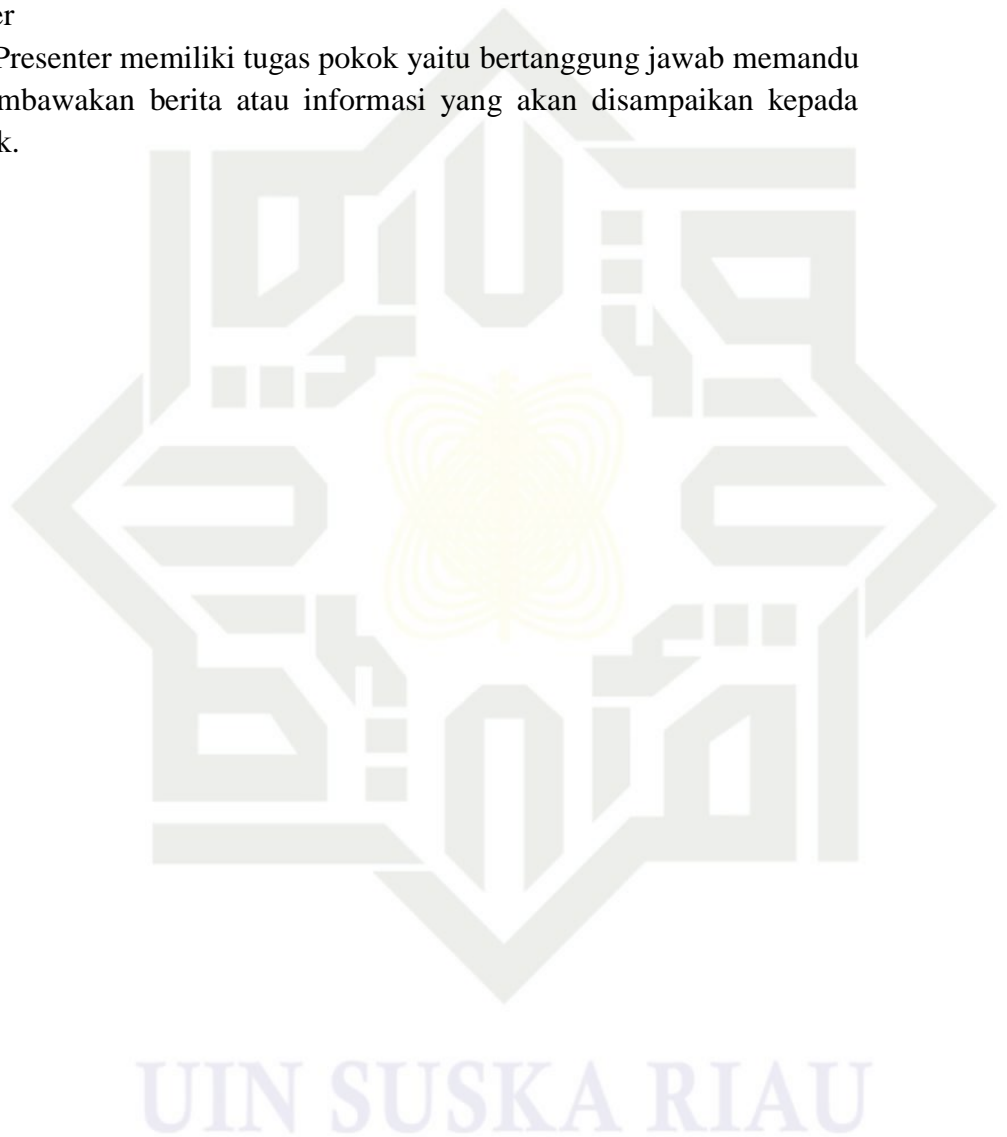 er
Presenter memiliki tugas pokok yaitu bertanggung jawab memandu
mbawakan berita atau informasi yang akan disampaikan kepada
k.
UIN SUSKA RIAU